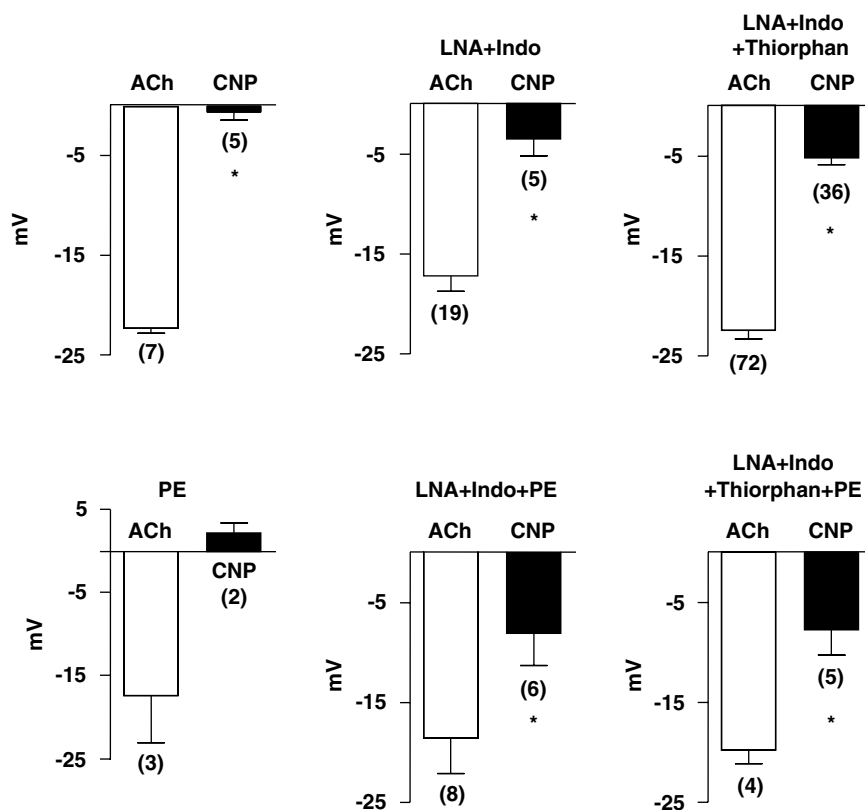 ACh CNP
-5
-15
-25
mV
(5)
*
(7)
LNA+Indo
ACh CNP
-5
-15
-25
mV
(5)
*
(19)
LNA+Indo
+Thiorphan
ACh CNP
-5
-15
-25
mV
(36)
*
(72)
PE
5
ACh
CNP
(2)
-5
-15
-25
mV
(3)
LNA+Indo+PE
ACh CNP
-5
-15
-25
mV
(6)
*
(8)
LNA+Indo
+Thiorphan+PE
ACh CNP
-5
-15
-25
mV
(5)
*
(4)